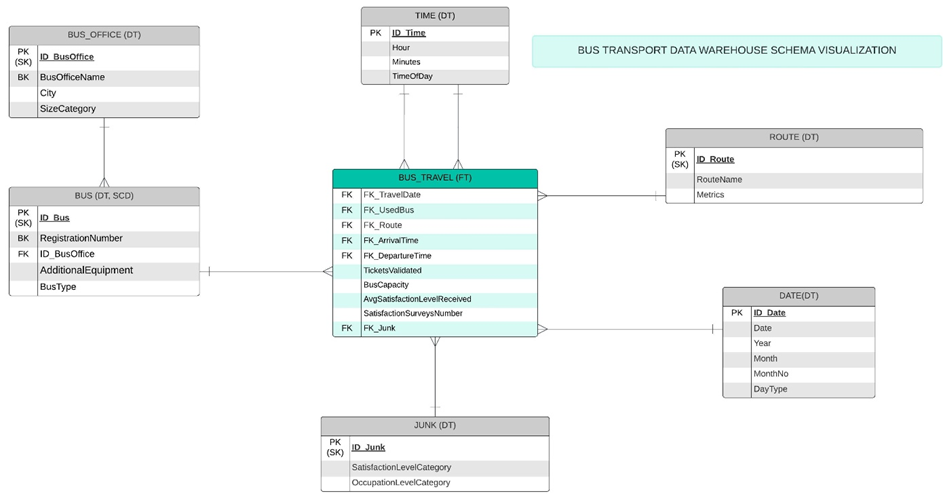 BUS TRANSPORT DATA WAREHOUSE SCHEMA VISUALIZATION
BUS_OFFICE (DT)
PK
(SK)
ID_BusOffice
BK BusOfficeName
City
SizeCategory
TIME (DT)
PK ID_Time
Hour
Minutes
TimeOfDay
ROUTE (DT)
PK
(SK)
ID_Route
RouteName
Metrics
BUS (DT, SCD)
PK
(SK)
ID_Bus
BK RegistrationNumber
FK ID_BusOffice
AdditionalEquipment
BusType
BUS_TRAVEL (FT)
FK FK_TravelDate
FK FK_UsedBus
FK FK_Route
FK FK_ArrivalTime
FK FK_DepartureTime
TicketsValidated
BusCapacity
AvgSatisfactionLevelReceived
SatisfactionSurveysNumber
FK FK_Junk
DATE(DT)
PK ID_Date
Date
Year
Month
MonthNo
DayType
JUNK (DT)
PK
(SK)
ID_Junk
SatisfactionLevelCategory
OccupationLevelCategory